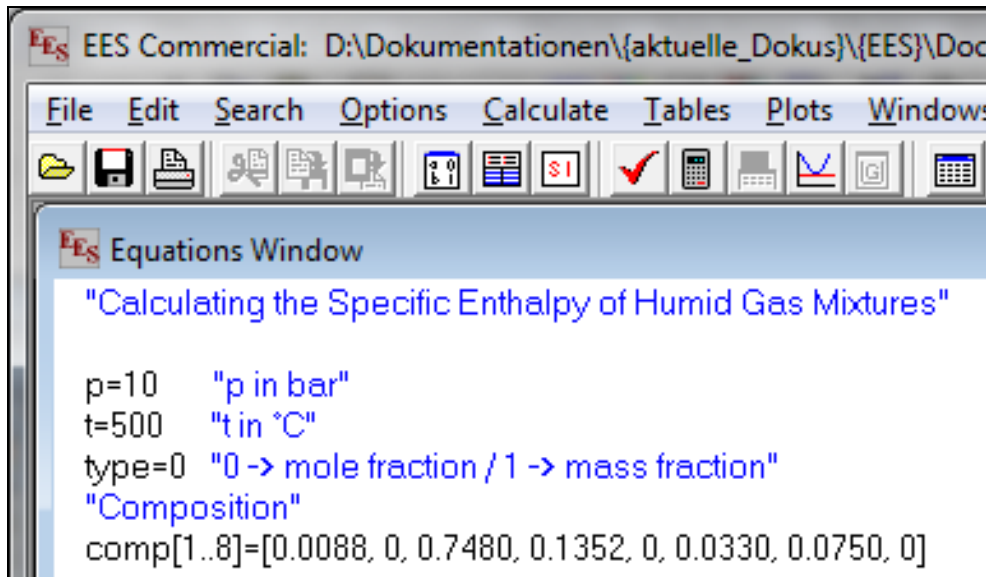 EES EES Commercial: D:\Dokumentationen\{aktuelle_Dokus}\{EES}\Doc
File Edit Search Options Calculate Tables Plots Windows
SI G
EES Equations Window
"Calculating the Specific Enthalpy of Humid Gas Mixtures"
p=10 "p in bar"
t=500 "t in °C"
type=0 "0 -> mole fraction / 1 -> mass fraction"
"Composition"
comp[1..8]=[0.0088, 0, 0.7480, 0.1352, 0, 0.0330, 0.0750, 0]